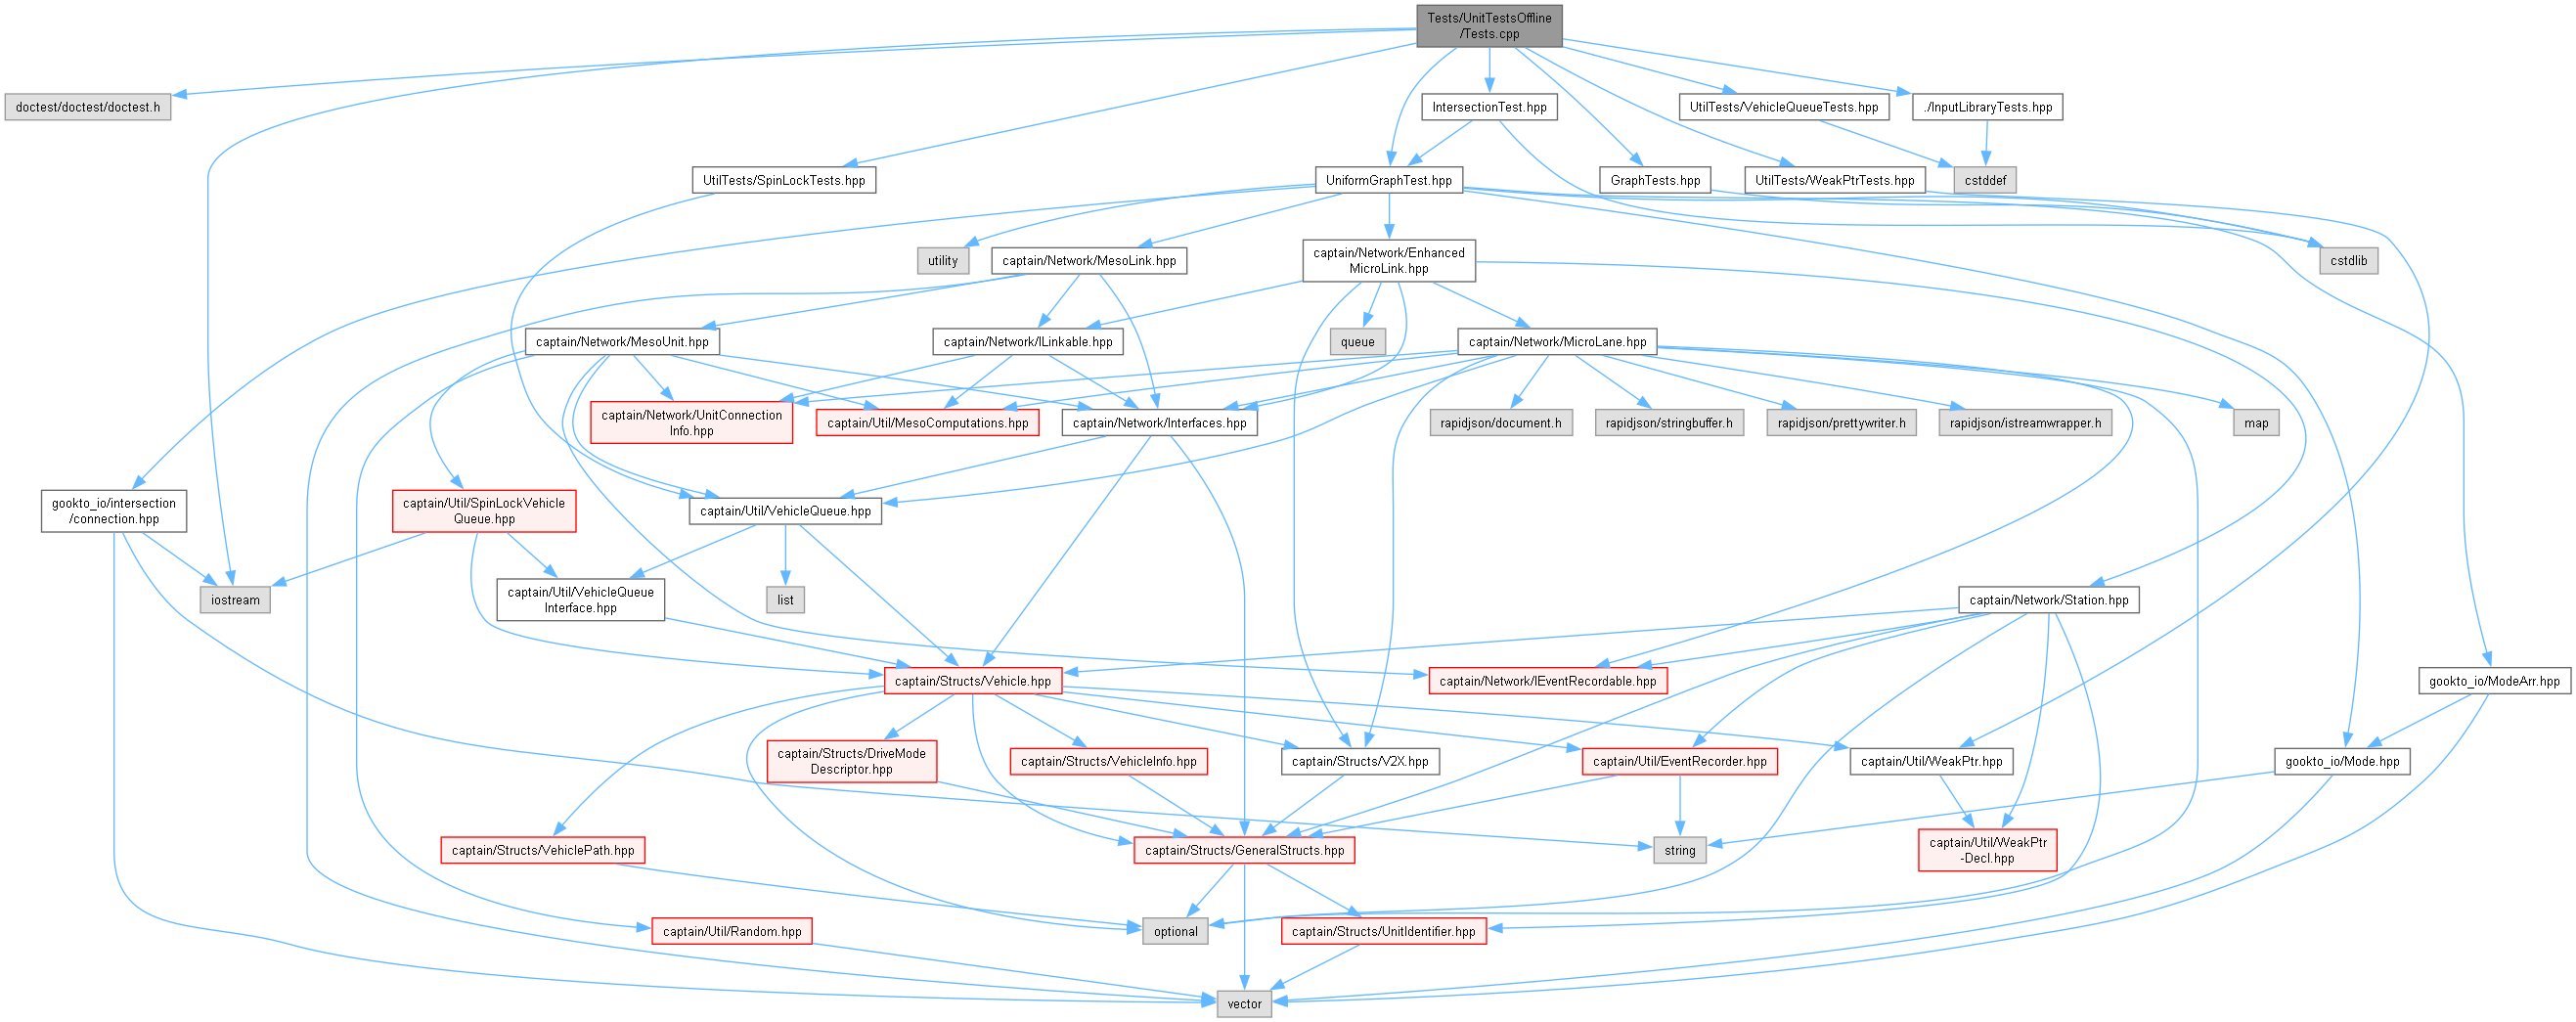 Tests/UnitTestsOffline
/Tests.cpp
doctest/doctest/doctest.h
IntersectionTest.hpp
UtilTests/VehicleQueueTests.hpp
./InputLibraryTests.hpp
UtilTests/SpinLockTests.hpp
UniformGraphTest.hpp
GraphTests.hpp
UtilTests/WeakPtrTests.hpp
cstddef
utility
captain/Network/MesoLink.hpp
captain/Network/Enhanced
MicroLink.hpp
cstdlib
captain/Network/MesoUnit.hpp
captain/Network/ILinkable.hpp
queue
captain/Network/MicroLane.hpp
captain/Network/UnitConnection
Info.hpp
captain/Util/MesoComputations.hpp
captain/Network/Interfaces.hpp
rapidjson/document.h
rapidjson/stringbuffer.h
rapidjson/prettywriter.h
rapidjson/istreamwrapper.h
map
gookto_io/intersection
/connection.hpp
captain/Util/SpinLockVehicle
Queue.hpp
captain/Util/VehicleQueue.hpp
iostream
captain/Util/VehicleQueue
Interface.hpp
list
captain/Network/Station.hpp
captain/Structs/Vehicle.hpp
captain/Network/IEventRecordable.hpp
gookto_io/ModeArr.hpp
captain/Structs/DriveMode
Descriptor.hpp
captain/Structs/VehicleInfo.hpp
captain/Structs/V2X.hpp
captain/Util/EventRecorder.hpp
captain/Util/WeakPtr.hpp
gookto_io/Mode.hpp
captain/Structs/VehiclePath.hpp
captain/Structs/GeneralStructs.hpp
string
captain/Util/WeakPtr
-Decl.hpp
captain/Util/Random.hpp
optional
captain/Structs/UnitIdentifier.hpp
vector